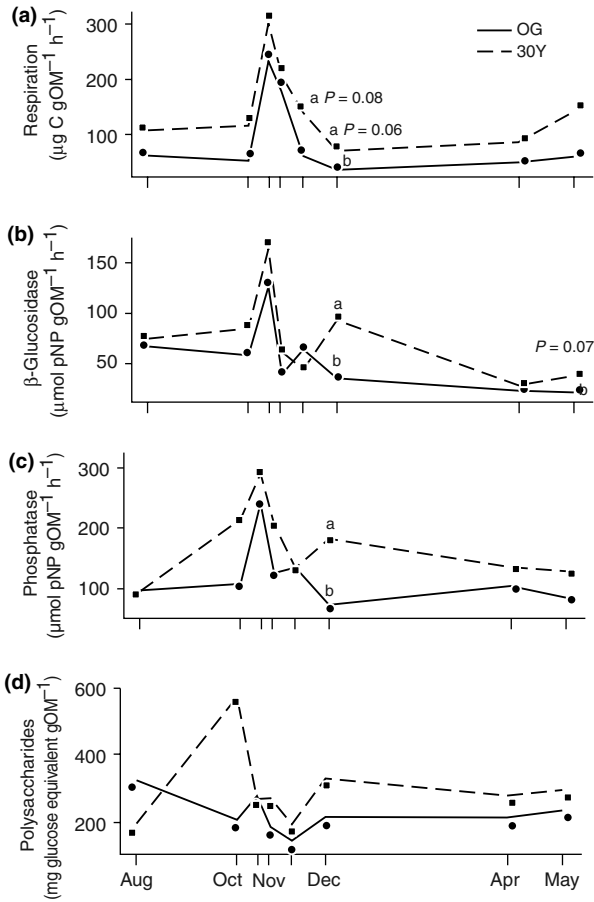 (a)
Respiration
(μg C gOM⁻¹ h⁻¹)
300
200
100
OG
30Y
a P = 0.08
a P = 0.06
b
(b)
β-Glucosidase
(μmol pNP gOM⁻¹ h⁻¹)
150
100
50
a
b
P = 0.07
b
(c)
Phosphatase
(μmol pNP gOM⁻¹ h⁻¹)
300
200
100
a
b
(d)
Polysaccharides
(mg glucose equivalent gOM⁻¹)
600
400
200
Aug Oct Nov Dec Apr May